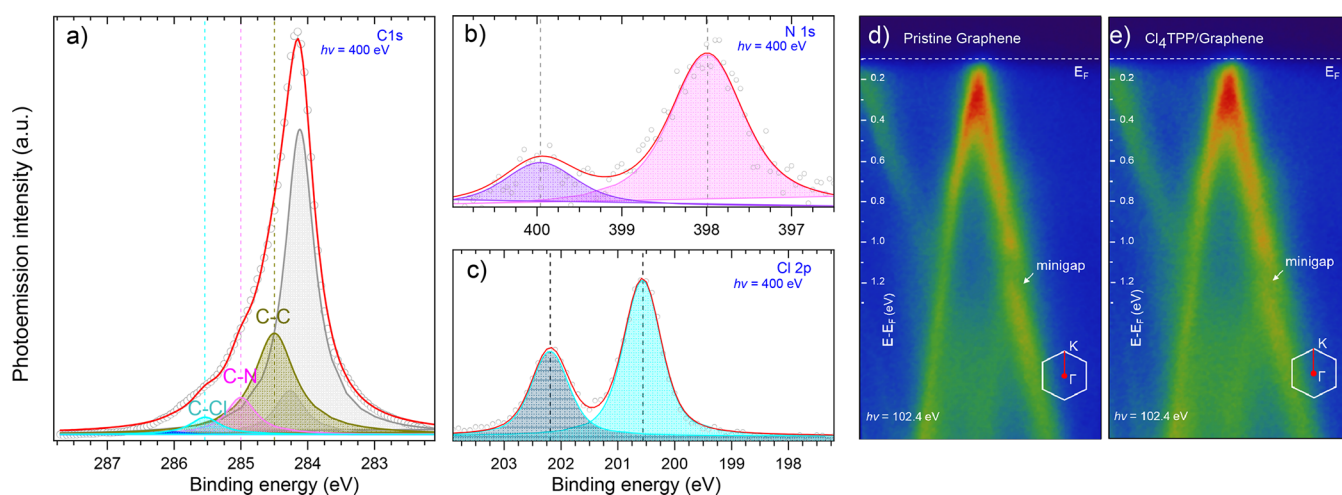 a)
C1s
hν = 400 eV
C-C
C-N
C-Cl
Photoemission intensity (a.u.)
287 286 285 284 283
Binding energy (eV)
b)
N 1s
hν = 400 eV
400 399 398 397
c)
Cl 2p
hν = 400 eV
203 202 201 200 199 198
Binding energy (eV)
d)
Pristine Graphene
E_F
0.2
0.4
0.6
0.8
1.0
1.2
minigap
E-E_F (eV)
K
Γ
hν = 102.4 eV
e)
Cl₄TPP/Graphene
E_F
0.2
0.4
0.6
0.8
1.0
1.2
minigap
E-E_F (eV)
K
Γ
hν = 102.4 eV